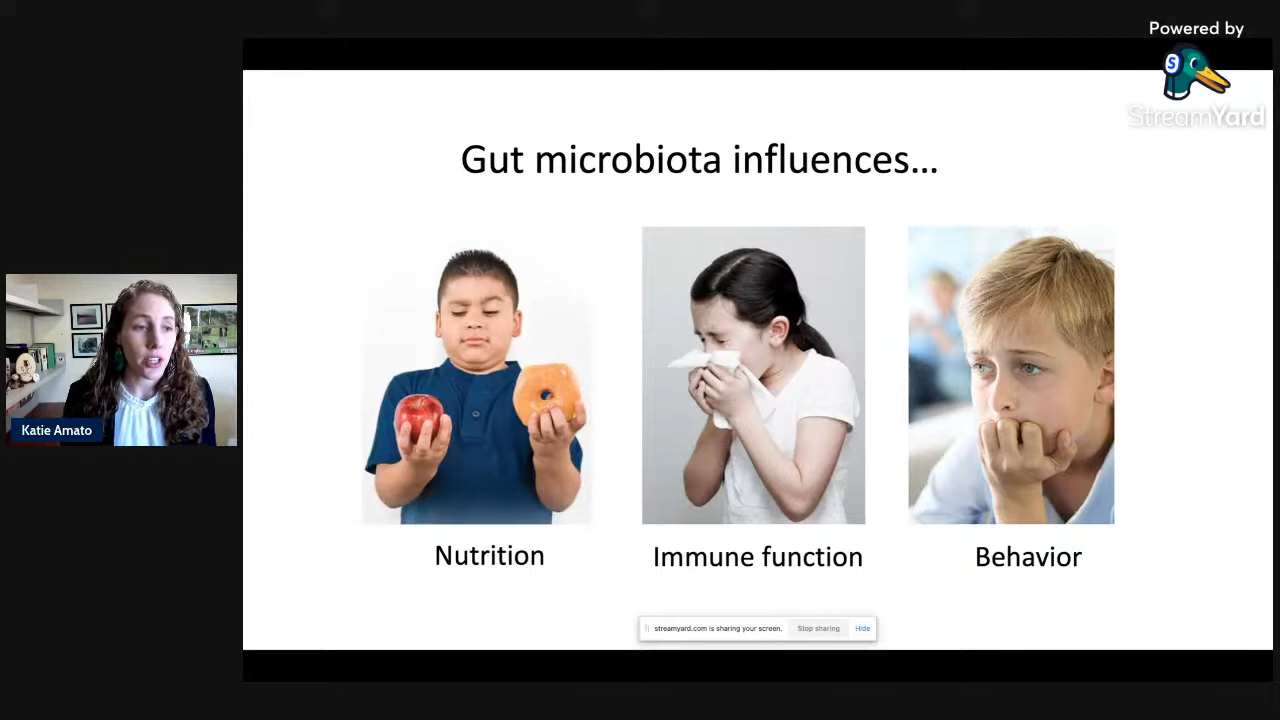 Powered by
S
StreamYard
Gut microbiota influences...
Katie Amato
Nutrition
Immune function
Behavior
streamyard.com is sharing your screen.
Stop sharing
Hide